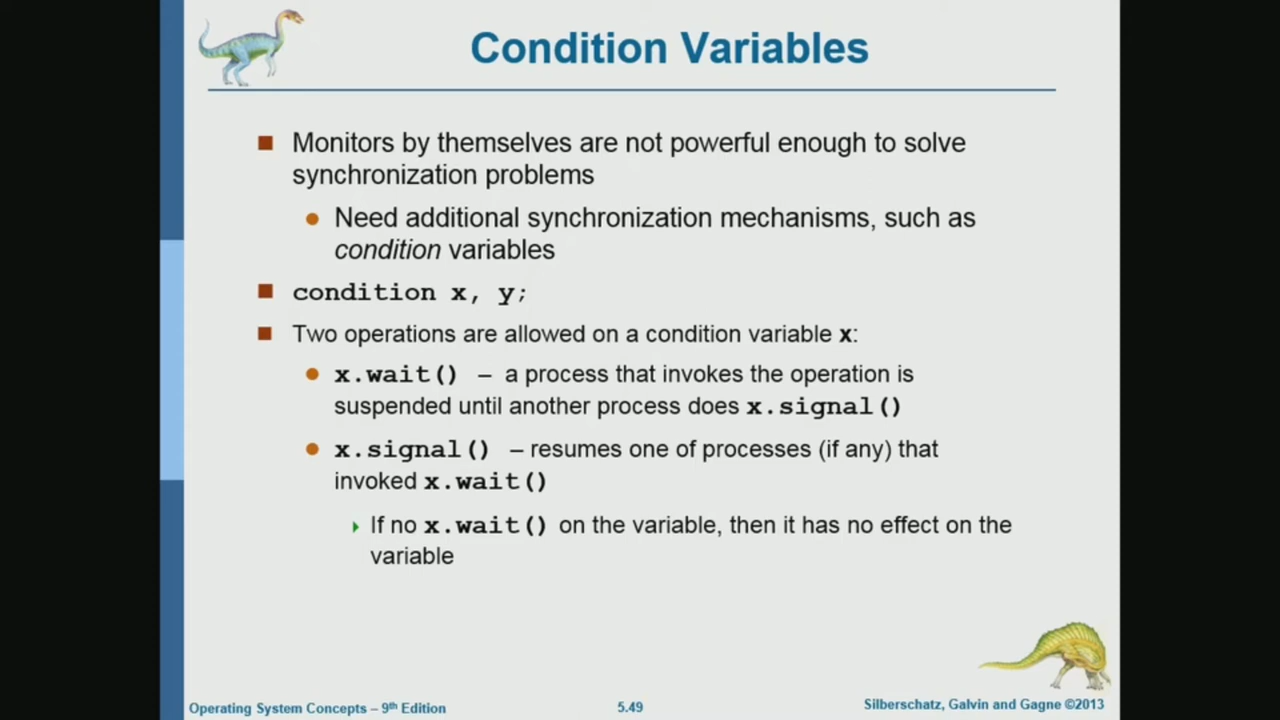 Condition Variables
Monitors by themselves are not powerful enough to solve
synchronization problems
Need additional synchronization mechanisms, such as
condition variables
condition x, y;
Two operations are allowed on a condition variable x:
x.wait() – a process that invokes the operation is
suspended until another process does x.signal()
x.signal() – resumes one of processes (if any) that
invoked x.wait()
If no x.wait() on the variable, then it has no effect on the
variable
Operating System Concepts – 9th Edition
5.49
Silberschatz, Galvin and Gagne ©2013